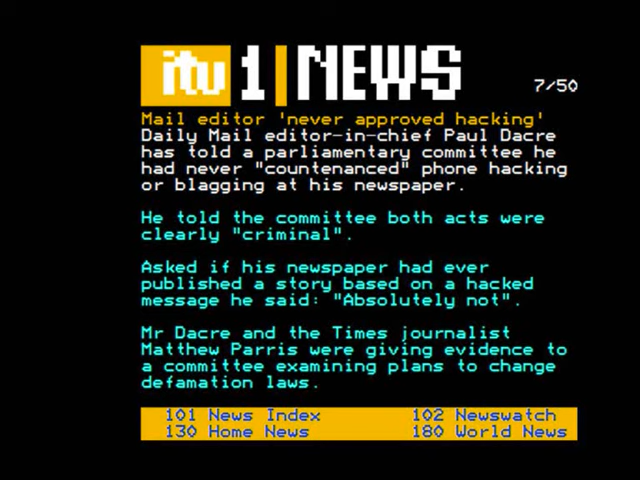 itv 1 NEWS
7/50
Mail editor 'never approved hacking'
Daily Mail editor-in-chief Paul Dacre
has told a parliamentary committee he
had never "countenanced" phone hacking
or blagging at his newspaper.
He told the committee both acts were
clearly "criminal".
Asked if his newspaper had ever
published a story based on a hacked
message he said: "Absolutely not".
Mr Dacre and the Times journalist
Matthew Parris were giving evidence to
a committee examining plans to change
defamation laws.
101 News Index 102 Newswatch
130 Home News 180 World News